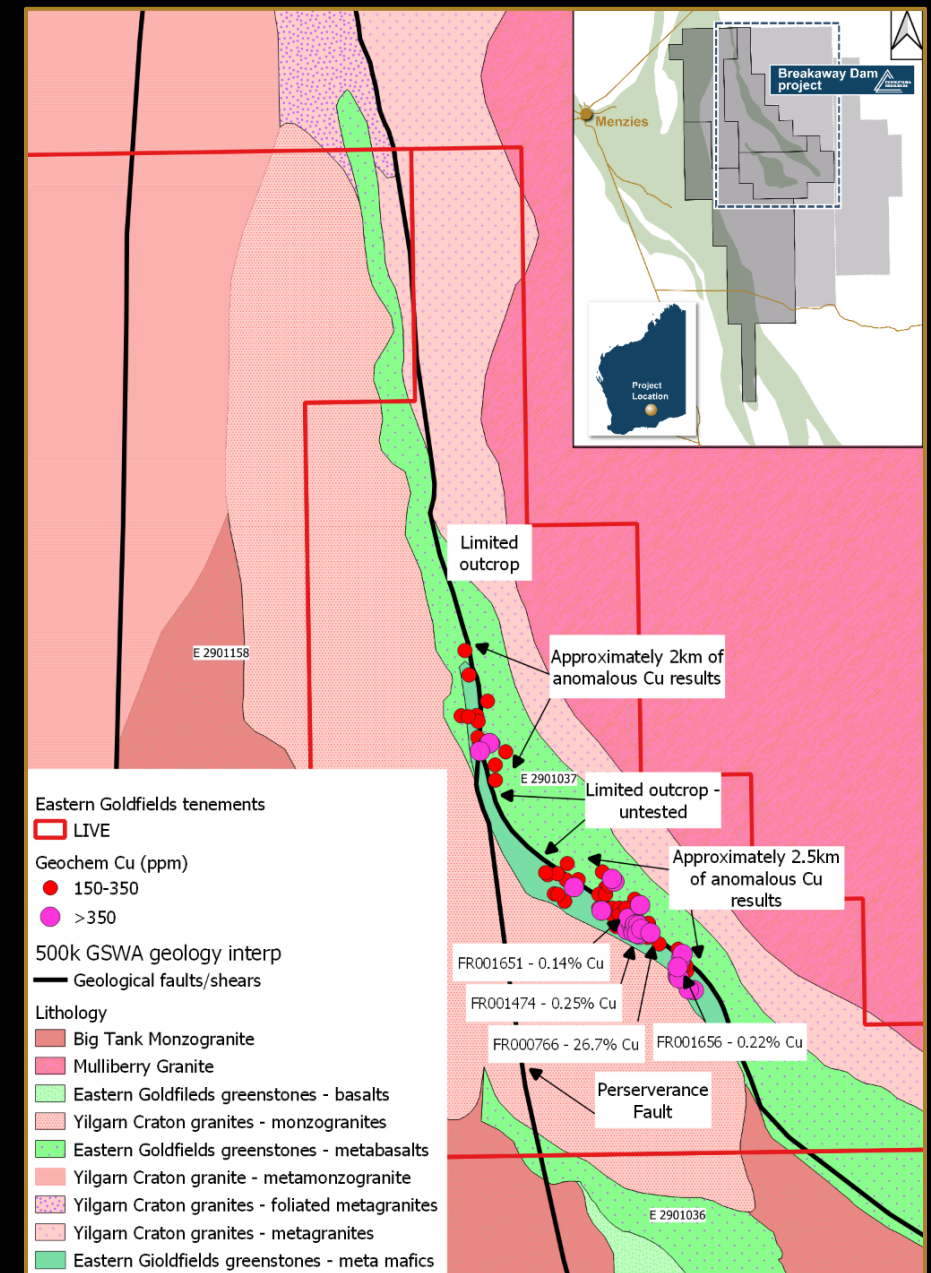 Breakaway Dam
project
Menzies
Project
Location
Limited
outcrop
E 2901158
Approximately 2km of
anomalous Cu results
E 2901037
Limited outcrop -
untested
Approximately 2.5km
of anomalous Cu
results
FR001651 - 0.14% Cu
FR001474 - 0.25% Cu
FR000766 - 26.7% Cu
FR001656 - 0.22% Cu
Perserverance
Fault
E 2901036
Eastern Goldfields tenements
LIVE
Geochem Cu (ppm)
150-350
>350
500k GSWA geology interp
Geological faults/shears
Lithology
Big Tank Monzogranite
Mulliberry Granite
Eastern Goldfileds greenstones - basalts
Yilgarn Craton granites - monzogranites
Eastern Goldfields greenstones - metabasalts
Yilgarn Craton granite - metamonzogranite
Yilgarn Craton granites - foliated metagranites
Yilgarn Craton granites - metagranites
Eastern Gioldfields greenstones - meta mafics